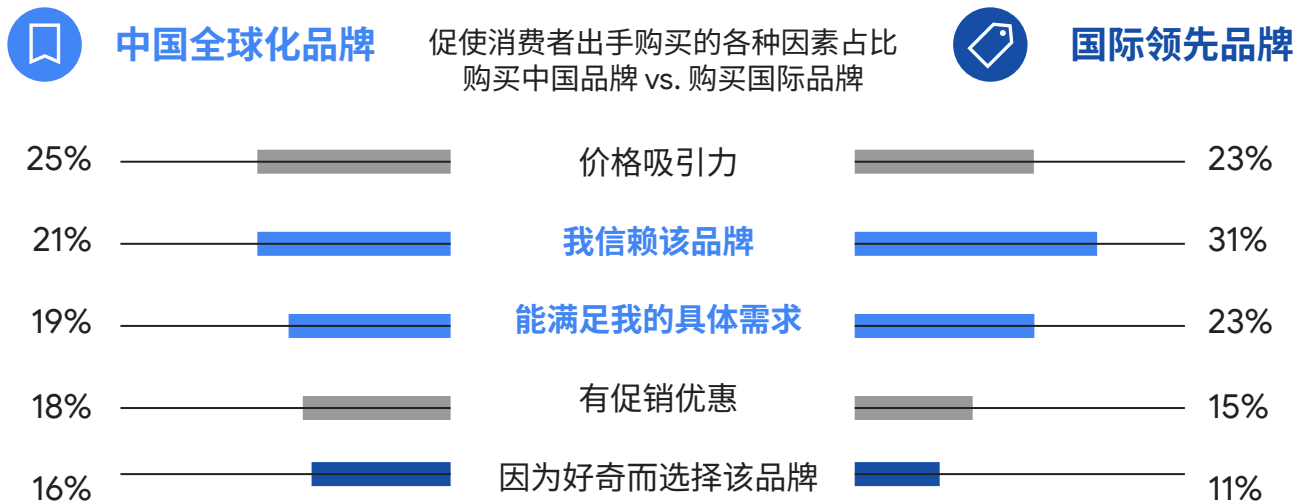 中国全球化品牌
促使消费者出手购买的各种因素占比
购买中国品牌 vs. 购买国际品牌
国际领先品牌
25% 价格吸引力 23%
21% 我信赖该品牌 31%
19% 能满足我的具体需求 23%
18% 有促销优惠 15%
16% 因为好奇而选择该品牌 11%